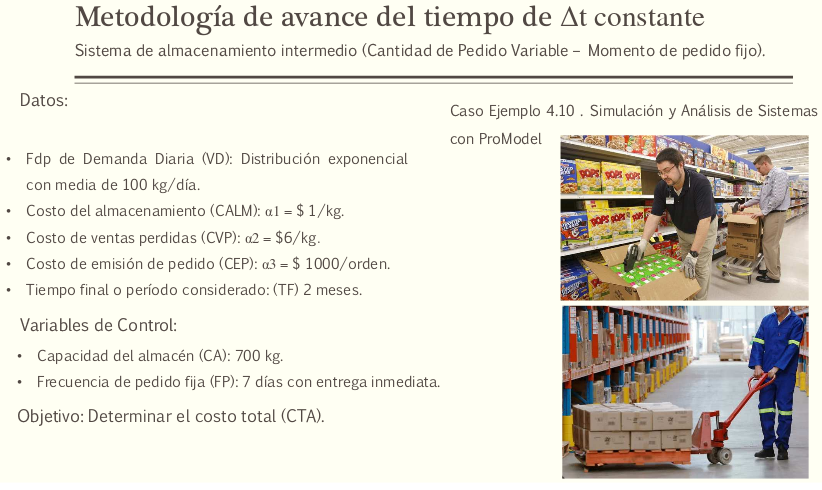 Metodología de avance del tiempo de Δt constante
Sistema de almacenamiento intermedio (Cantidad de Pedido Variable – Momento de pedido fijo).
Datos:
• Fdp de Demanda Diaria (VD): Distribución exponencial
con media de 100 kg/día.
• Costo del almacenamiento (CALM): α1 = $ 1/kg.
• Costo de ventas perdidas (CVP): α2 = $6/kg.
• Costo de emisión de pedido (CEP): α3 = $ 1000/orden.
• Tiempo final o período considerado: (TF) 2 meses.
Variables de Control:
• Capacidad del almacén (CA): 700 kg.
• Frecuencia de pedido fija (FP): 7 días con entrega inmediata.
Objetivo: Determinar el costo total (CTA).
Caso Ejemplo 4.10 . Simulación y Análisis de Sistemas
con ProModel
POPS
POPS
POPS
POPS